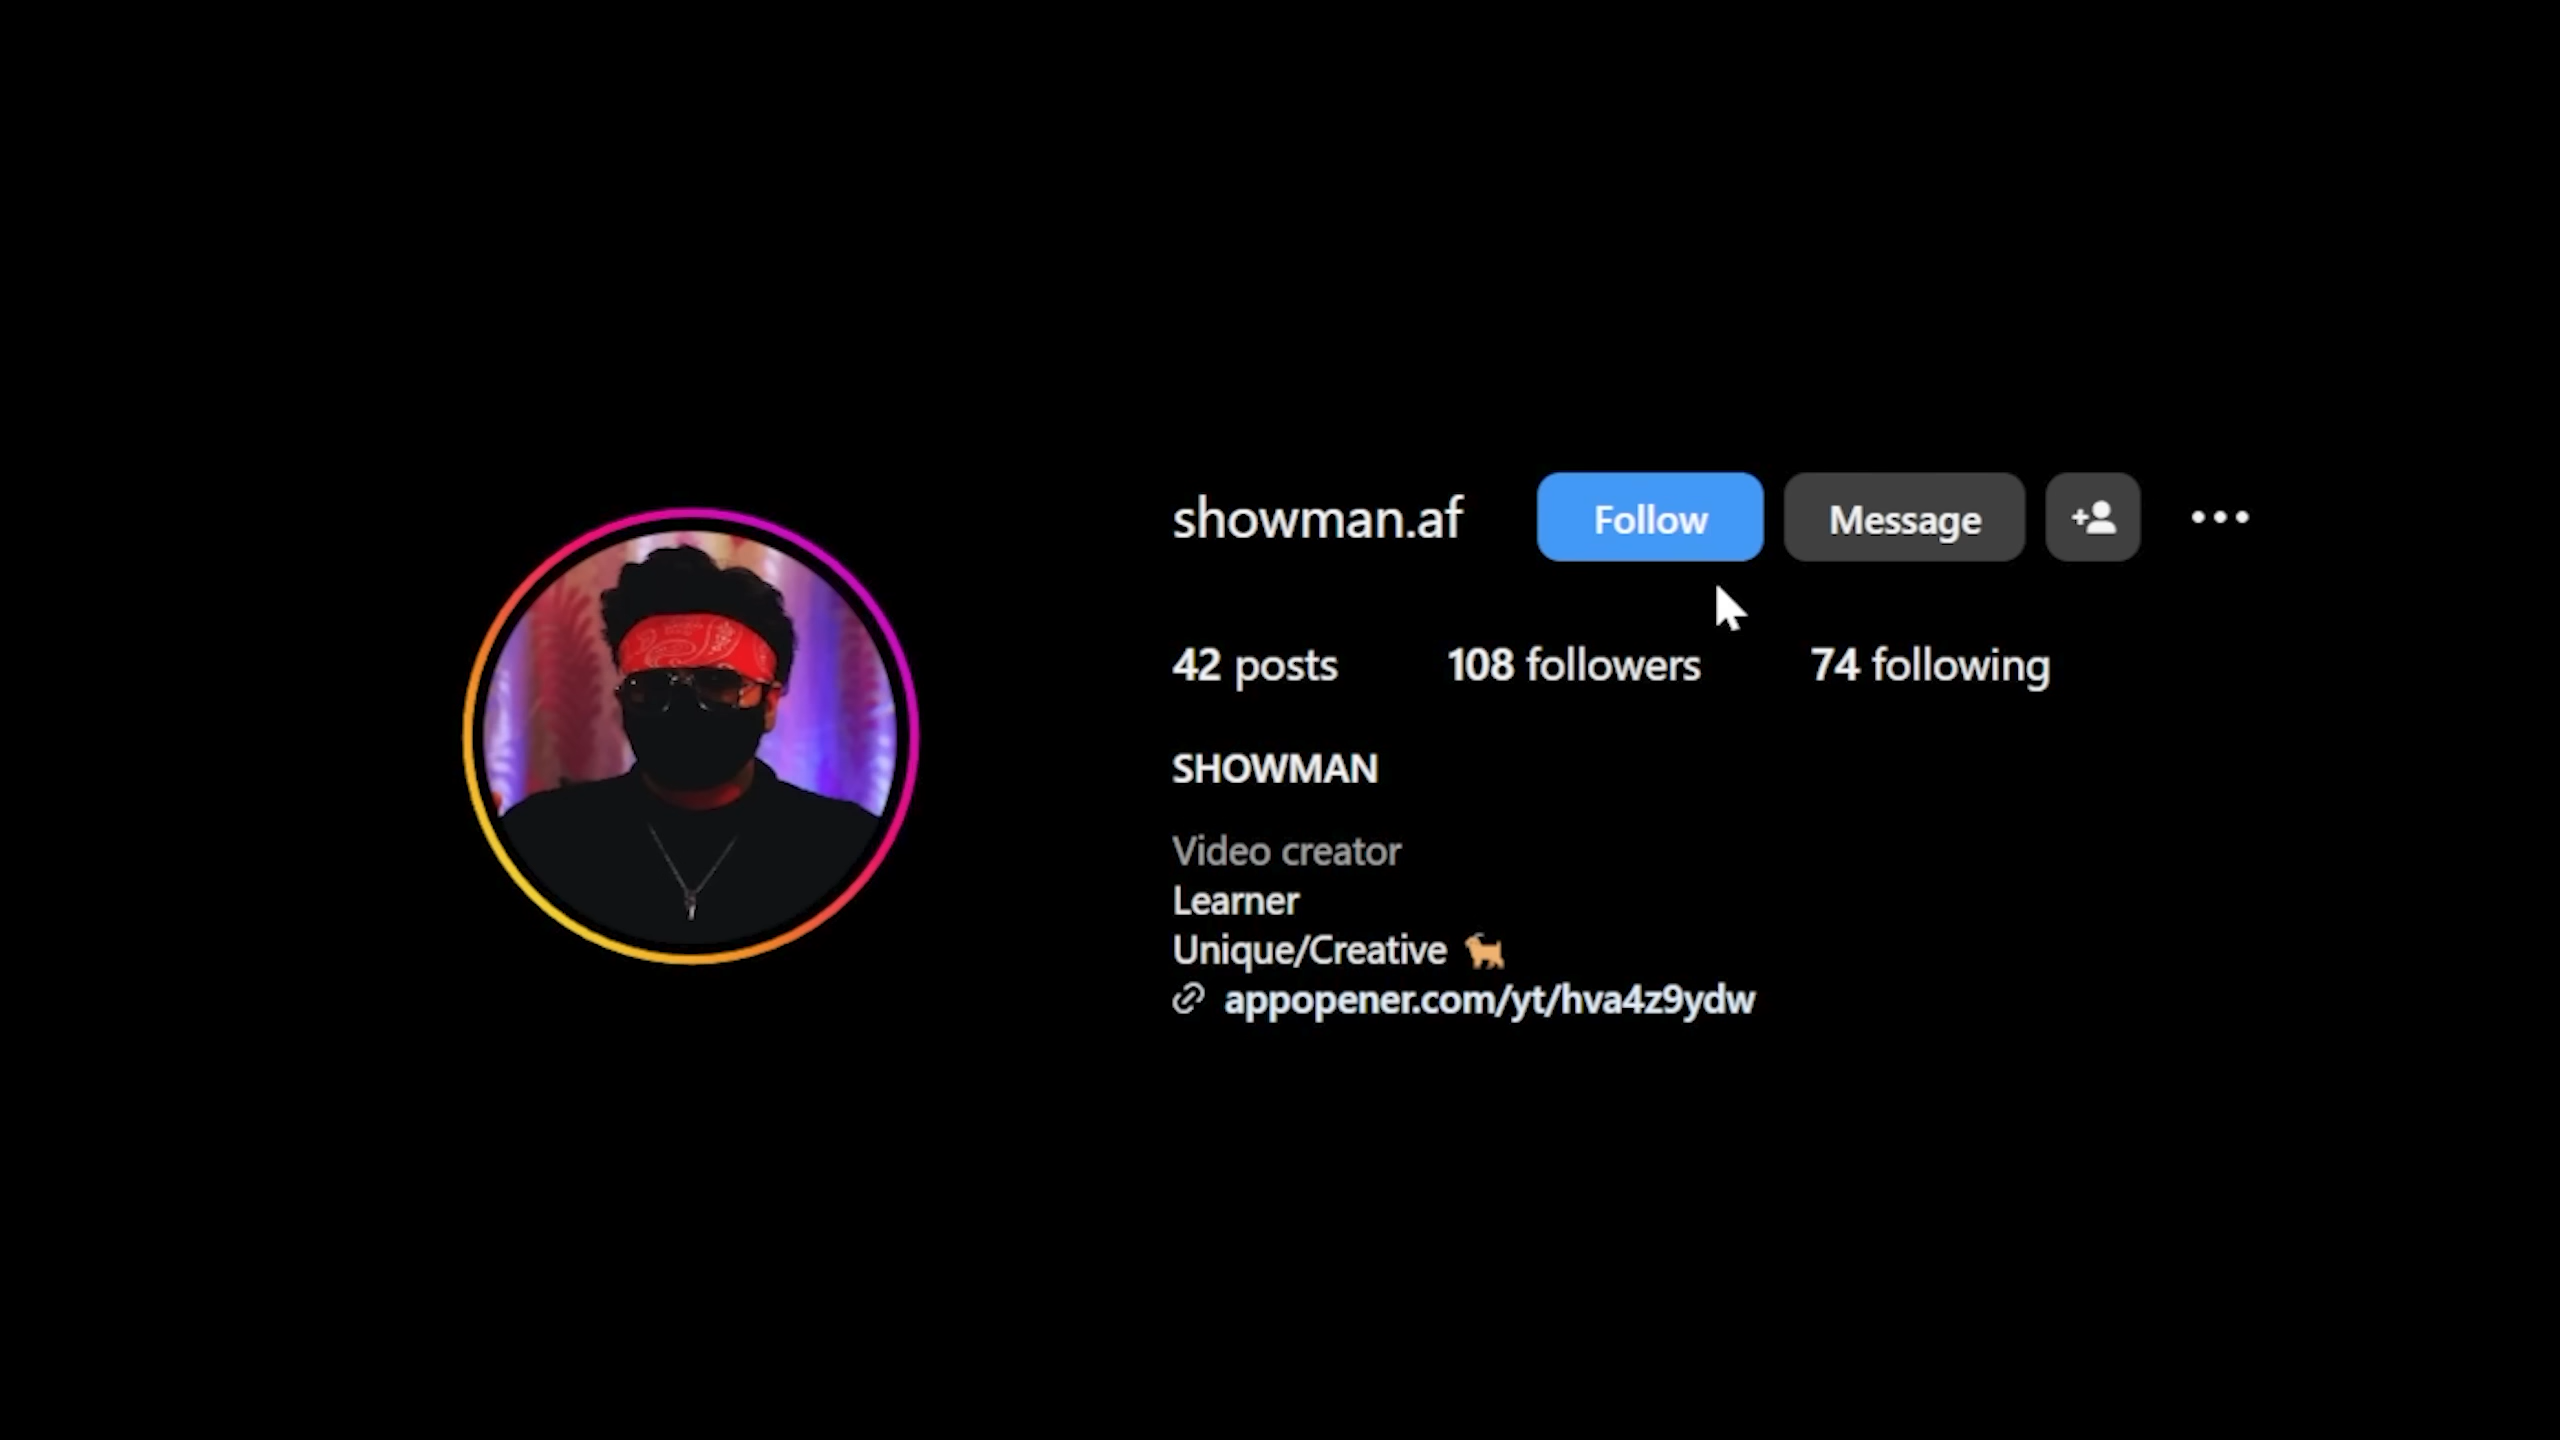 showman.af Follow Message
42 posts 108 followers 74 following
SHOWMAN
Video creator
Learner
Unique/Creative 🐐
appopener.com/yt/hva4z9ydw